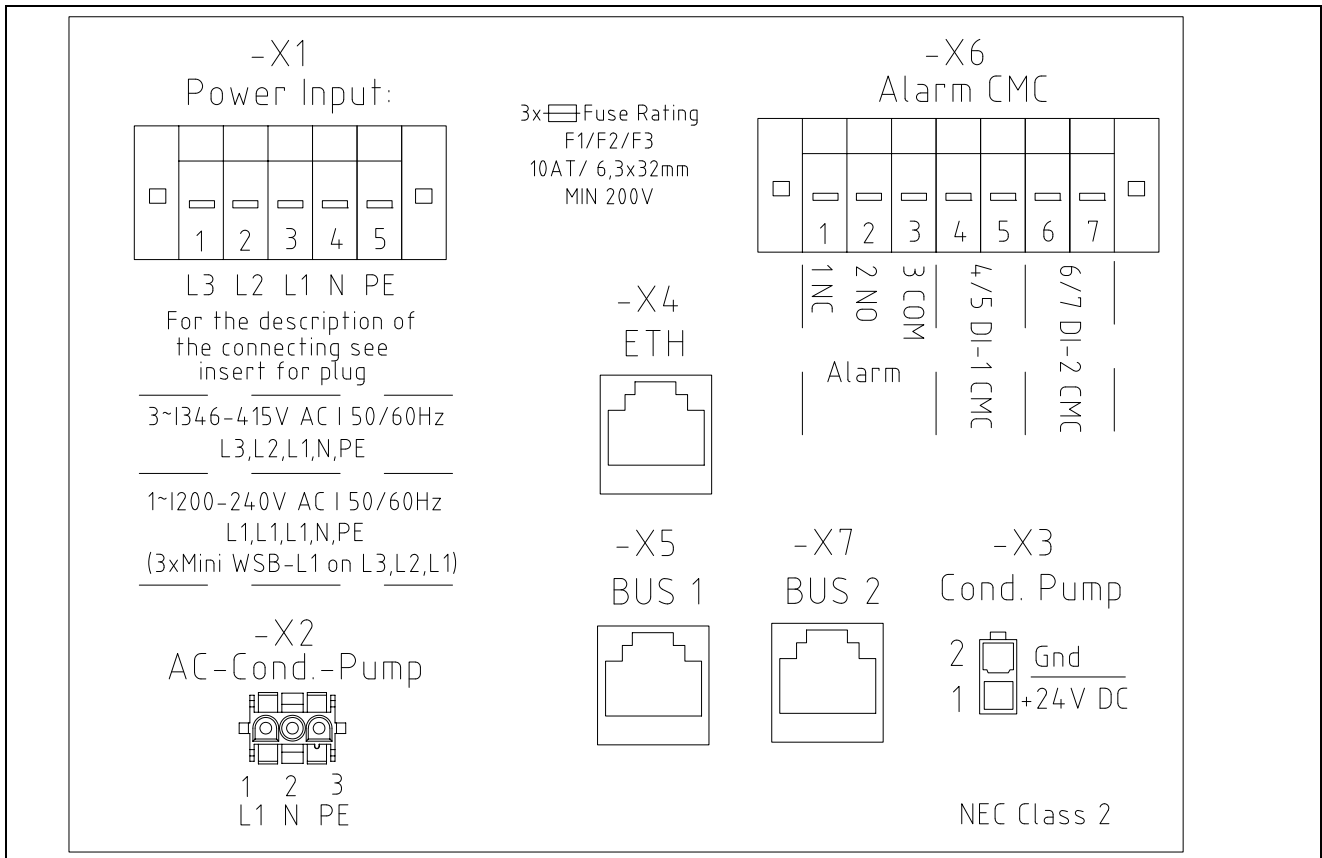 -X1
Power Input:
1 2 3 4 5
L3 L2 L1 N PE
For the description of
the connecting see
insert for plug
3~I346-415V AC I 50/60Hz
L3,L2,L1,N,PE
1~I200-240V AC I 50/60Hz
L1,L1,L1,N,PE
(3xMini WSB-L1 on L3,L2,L1)
-X2
AC-Cond.-Pump
1 2 3
L1 N PE
3x Fuse Rating
F1/F2/F3
10AT/ 6,3x32mm
MIN 200V
-X6
Alarm CMC
1 2 3 4 5 6 7
1 NC
2 NO
3 COM
4/5 DI-1 CMC
6/7 DI-2 CMC
Alarm
-X4
ETH
-X5
BUS 1
-X7
BUS 2
-X3
Cond. Pump
2 Gnd
1 +24V DC
NEC Class 2